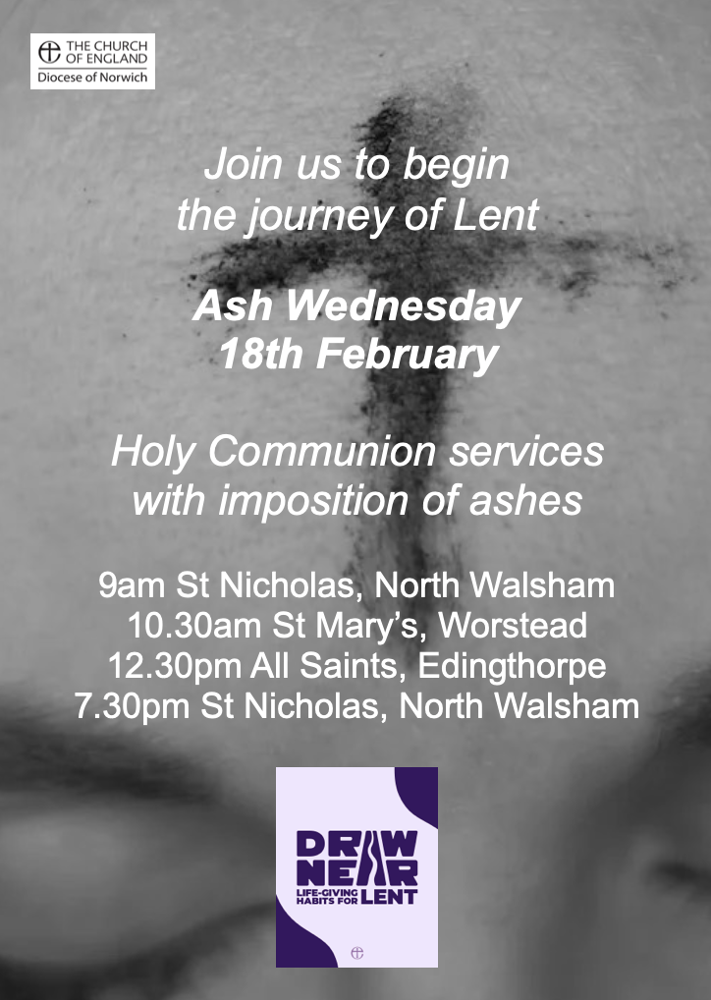 THE CHURCH
OF ENGLAND
Diocese of Norwich
Join us to begin
the journey of Lent
Ash Wednesday
18th February
Holy Communion services
with imposition of ashes
9am St Nicholas, North Walsham
10.30am St Mary’s, Worstead
12.30pm All Saints, Edingthorpe
7.30pm St Nicholas, North Walsham
DRAW
NEAR
LIFE-GIVING
HABITS FOR LENT